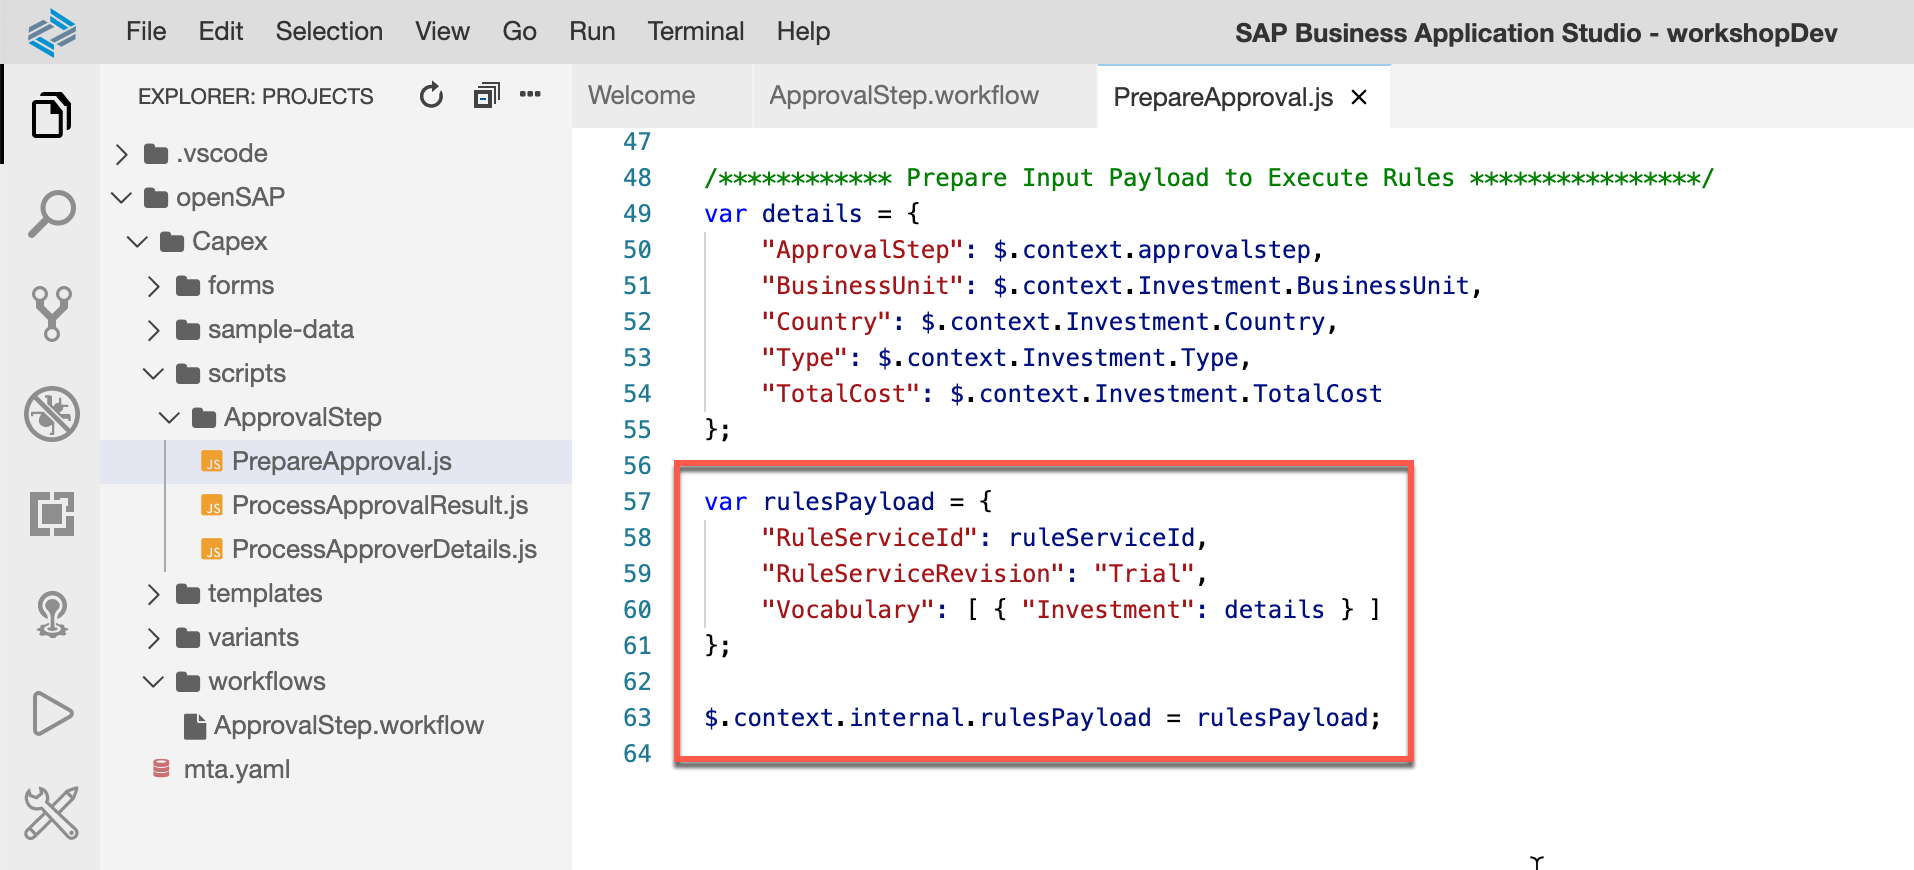 File Edit Selection View Go Run Terminal Help SAP Business Application Studio - workshopDev
EXPLORER: PROJECTS
.vscode
openSAP
Capex
forms
sample-data
scripts
ApprovalStep
JS PrepareApproval.js
JS ProcessApprovalResult.js
JS ProcessApproverDetails.js
templates
variants
workflows
ApprovalStep.workflow
mta.yaml
Welcome ApprovalStep.workflow PrepareApproval.js
47
48 /************ Prepare Input Payload to Execute Rules ****************/
49 var details = {
50 "ApprovalStep": $.context.approvalstep,
51 "BusinessUnit": $.context.Investment.BusinessUnit,
52 "Country": $.context.Investment.Country,
53 "Type": $.context.Investment.Type,
54 "TotalCost": $.context.Investment.TotalCost
55 };
56
57 var rulesPayload = {
58 "RuleServiceId": ruleServiceId,
59 "RuleServiceRevision": "Trial",
60 "Vocabulary": [ { "Investment": details } ]
61 };
62
63 $.context.internal.rulesPayload = rulesPayload;
64